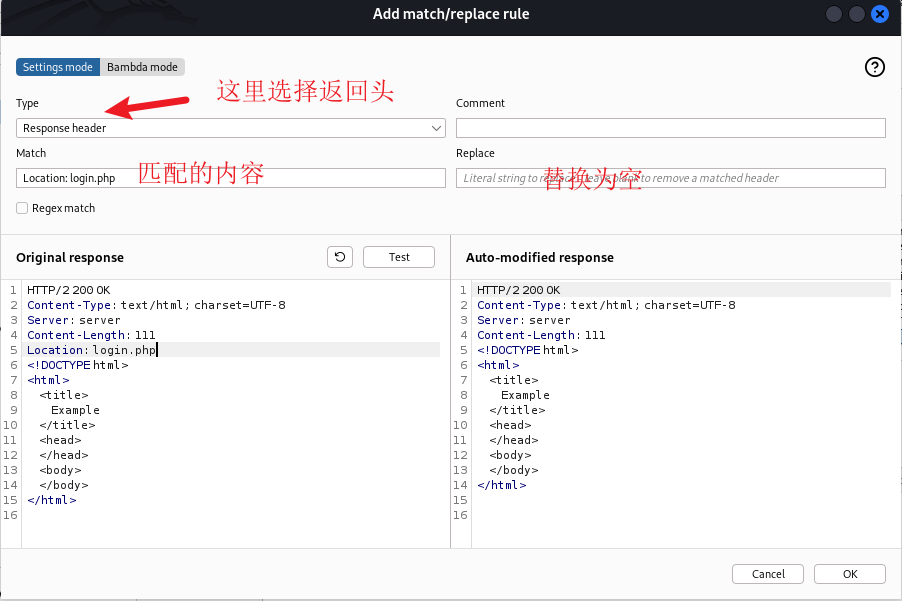 Add match/replace rule
Settings mode Bambda mode
这里选择返回头
Type
Comment
Response header
Match
Replace
Location: login.php
匹配的内容
Literal string to replace. Leave blank to remove a matched header
替换为空
Regex match
Original response
Test
Auto-modified response
1 HTTP/2 200 OK
2 Content-Type: text/html; charset=UTF-8
3 Server: server
4 Content-Length: 111
5 Location: login.php
6 <!DOCTYPE html>
7 <html>
8 <title>
9 Example
10 </title>
11 <head>
12 </head>
13 <body>
14 </body>
15 </html>
16
1 HTTP/2 200 OK
2 Content-Type: text/html; charset=UTF-8
3 Server: server
4 Content-Length: 111
5 <!DOCTYPE html>
6 <html>
7 <title>
8 Example
9 </title>
10 <head>
11 </head>
12 <body>
13 </body>
14 </html>
15
16
Cancel
OK